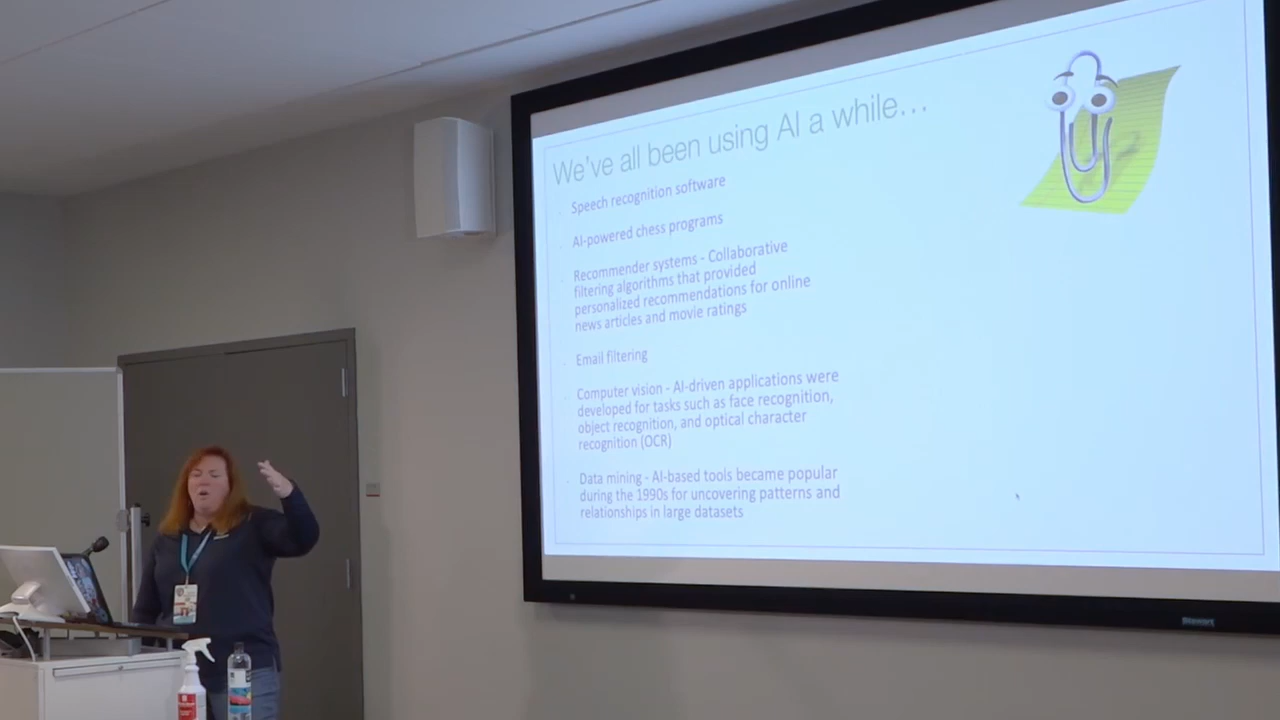 We've all been using AI a while...
Speech recognition software
AI-powered chess programs
Recommender systems - Collaborative
filtering algorithms that provided
personalized recommendations for online
news articles and movie ratings
Email filtering
Computer vision - AI-driven applications were
developed for tasks such as face recognition,
object recognition, and optical character
recognition (OCR)
Data mining - AI-based tools became popular
during the 1990s for uncovering patterns and
relationships in large datasets
Stewart